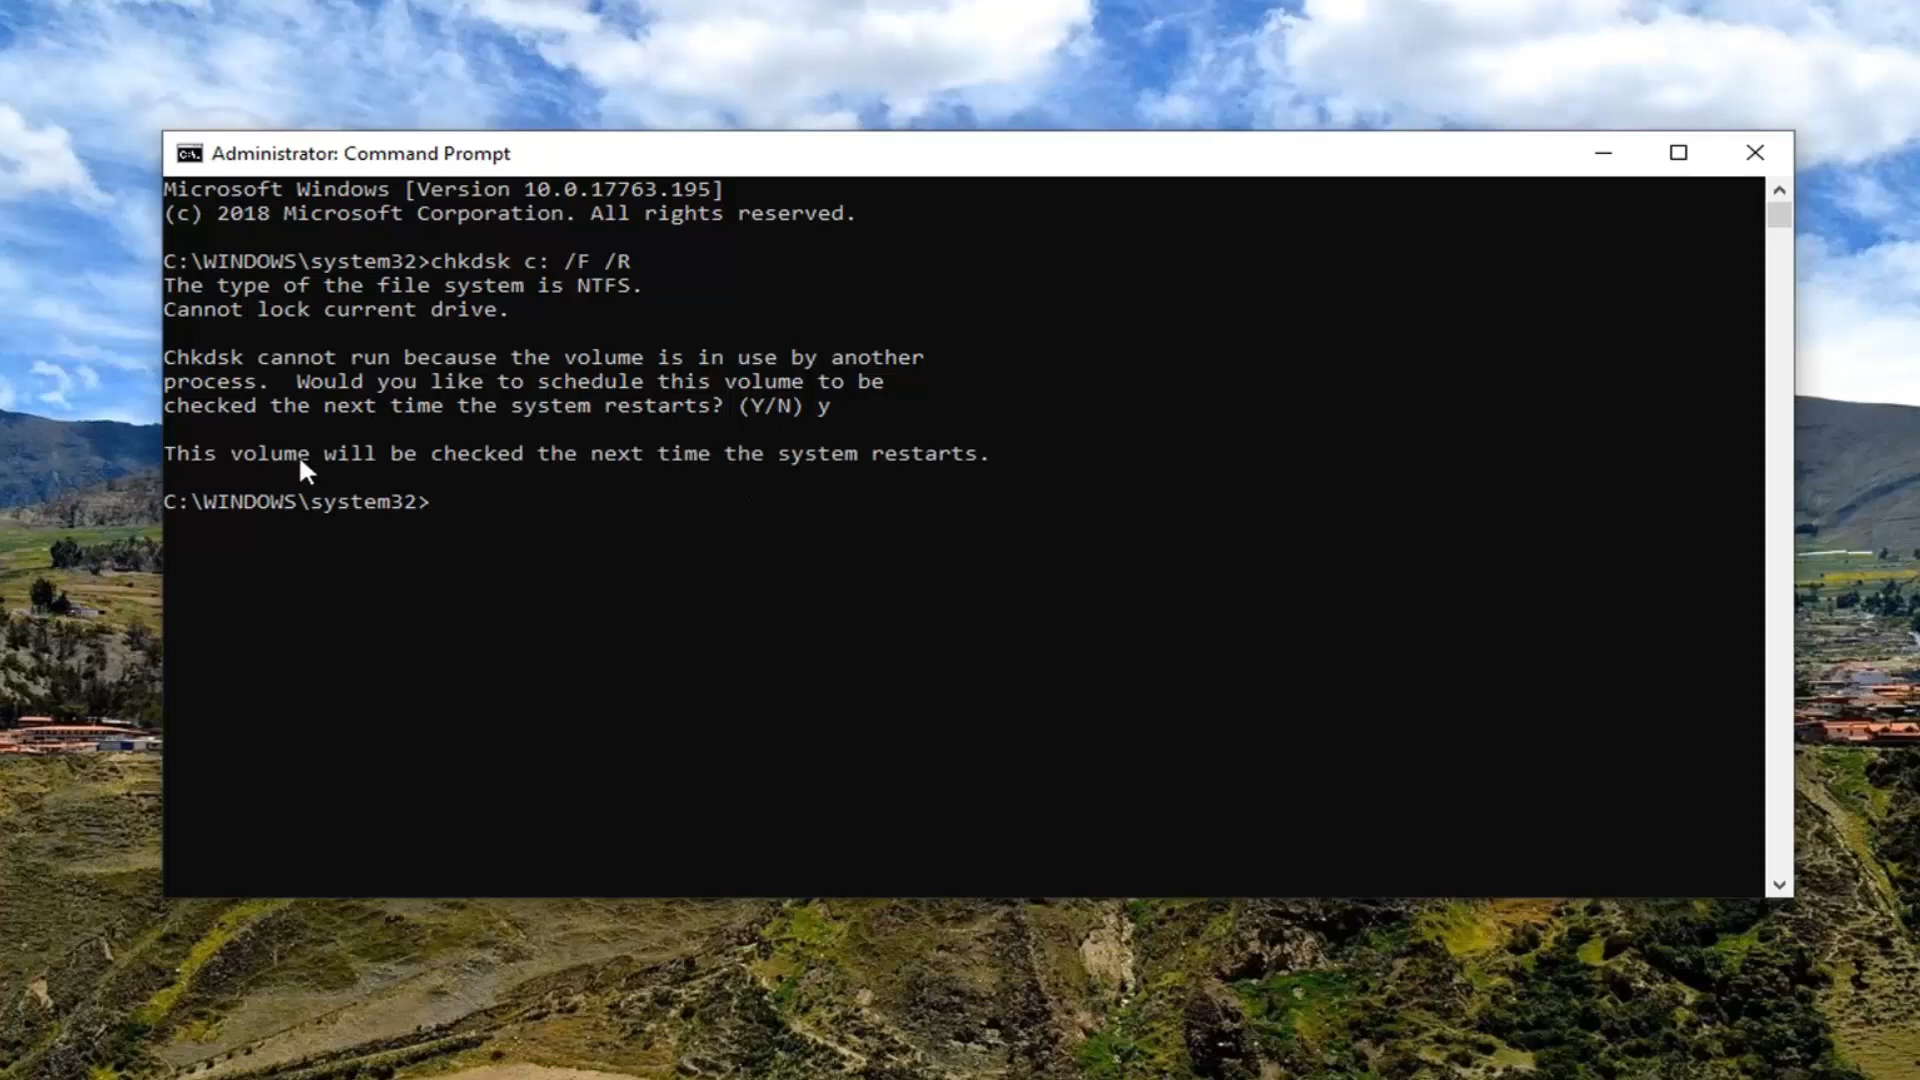 Administrator: Command Prompt
Microsoft Windows [Version 10.0.17763.195]
(c) 2018 Microsoft Corporation. All rights reserved.
C:\WINDOWS\system32>chkdsk c: /F /R
The type of the file system is NTFS.
Cannot lock current drive.
Chkdsk cannot run because the volume is in use by another
process.  Would you like to schedule this volume to be
checked the next time the system restarts? (Y/N) y
This volume will be checked the next time the system restarts.
C:\WINDOWS\system32>